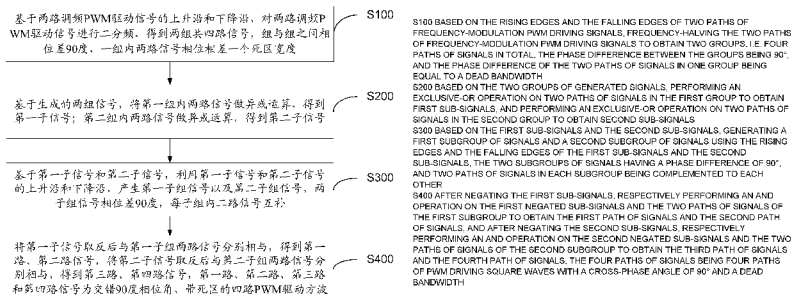 基于两路调频PWM驱动信号的上升沿和下降沿，对两路调频P
WM驱动信号进行二分频、得到两组共四路信号，组与组之间相
位差90度、一组内两路信号相位相差一个死区宽度
S100
基于生成的两组信号，将第一组内两路信号做异或运算、得到
第一子信号；第二组内两路信号做异或运算，得到第二子信号
S200
基于第一子信号和第二子信号，利用第一子信号和第二子信号
的上升沿和下降沿、产生第一子组信号以及第二子组信号，两
子组信号相位差90度，每子组内二路信号互补
S300
将第一子信号取反后与第一子组两路信号分别相与，得到第一
路、第二路信号，将第二子信号取反后与第二子组两路信号分
别相与，得到第三路、第四路信号，第一路、第二路、第三路
和第四路信号为交错90度相位角、带死区的四路PWM驱动方波
S400
S100 BASED ON THE RISING EDGES AND THE FALLING EDGES OF TWO PATHS OF
FREQUENCY-MODULATION PWM DRIVING SIGNALS, FREQUENCY-HALVING THE TWO PATHS
OF FREQUENCY-MODULATION PWM DRIVING SIGNALS TO OBTAIN TWO GROUPS, I.E. FOUR
PATHS OF SIGNALS IN TOTAL, THE PHASE DIFFERENCE BETWEEN THE GROUPS BEING 90°,
AND THE PHASE DIFFERENCE OF THE TWO PATHS OF SIGNALS IN ONE GROUP BEING
EQUAL TO A DEAD BANDWIDTH
S200 BASED ON THE TWO GROUPS OF GENERATED SIGNALS, PERFORMING AN
EXCLUSIVE-OR OPERATION ON TWO PATHS OF SIGNALS IN THE FIRST GROUP TO OBTAIN
FIRST SUB-SIGNALS, AND PERFORMING AN EXCLUSIVE-OR OPERATION ON TWO PATHS OF
SIGNALS IN THE SECOND GROUP TO OBTAIN SECOND SUB-SIGNALS
S300 BASED ON THE FIRST SUB-SIGNALS AND THE SECOND SUB-SIGNALS, GENERATING A
FIRST SUBGROUP OF SIGNALS AND A SECOND SUBGROUP OF SIGNALS USING THE RISING
EDGES AND THE FALLING EDGES OF THE FIRST SUB-SIGNALS AND THE SECOND
SUB-SIGNALS, THE TWO SUBGROUPS OF SIGNALS HAVING A PHASE DIFFERENCE OF 90°,
AND TWO PATHS OF SIGNALS IN EACH SUBGROUP BEING COMPLEMENTED TO EACH
OTHER
S400 AFTER NEGATING THE FIRST SUB-SIGNALS, RESPECTIVELY PERFORMING AN AND
OPERATION ON THE FIRST NEGATED SUB-SIGNALS AND THE TWO PATHS OF SIGNALS OF
THE FIRST SUBGROUP TO OBTAIN THE FIRST PATH OF SIGNALS AND THE SECOND PATH
OF SIGNALS, AND AFTER NEGATING THE SECOND SUB-SIGNALS, RESPECTIVELY
PERFORMING AN AND OPERATION ON THE SECOND NEGATED SUB-SIGNALS AND THE TWO
PATHS OF SIGNALS OF THE SECOND SUBGROUP TO OBTAIN THE THIRD PATH OF SIGNALS
AND THE FOURTH PATH OF SIGNALS, THE FOUR PATHS OF SIGNALS BEING FOUR PATHS
OF PWM DRIVING SQUARE WAVES WITH A CROSS-PHASE ANGLE OF 90° AND A DEAD
BANDWIDTH